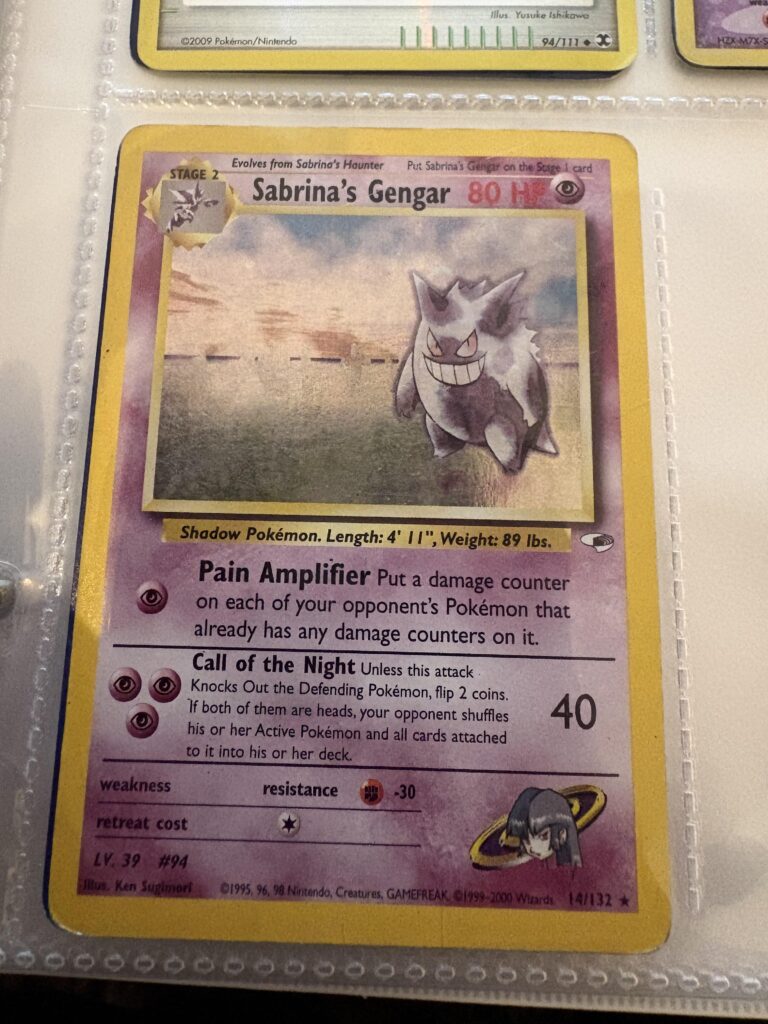 Illus. Yusuke Ishikawa
©2009 Pokémon/Nintendo
94/111
Evolves from Sabrina's Haunter Put Sabrina's Gengar on the Stage 1 card
STAGE 2
Sabrina's Gengar 80 HP
Shadow Pokémon. Length: 4' 11", Weight: 89 lbs.
Pain Amplifier Put a damage counter
on each of your opponent's Pokémon that
already has any damage counters on it.
Call of the Night Unless this attack
Knocks Out the Defending Pokémon, flip 2 coins.
If both of them are heads, your opponent shuffles
his or her Active Pokémon and all cards attached
to it into his or her deck.
40
weakness resistance -30
retreat cost
LV. 39 #94
Illus. Ken Sugimori ©1995, 96, 98 Nintendo, Creatures, GAMEFREAK. ©1999-2000 Wizards. 14/132